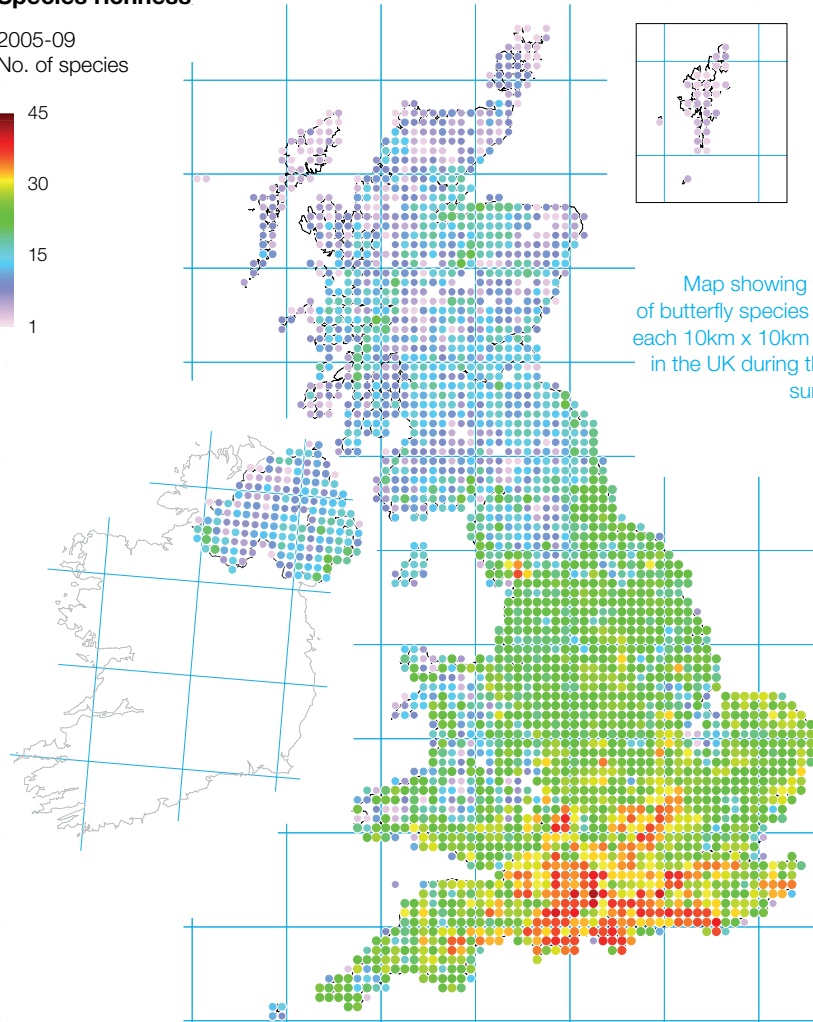 Species richness
2005-09
No. of species
45
30
15
1
Map showing
of butterfly species
each 10km x 10km
in the UK during th
sur